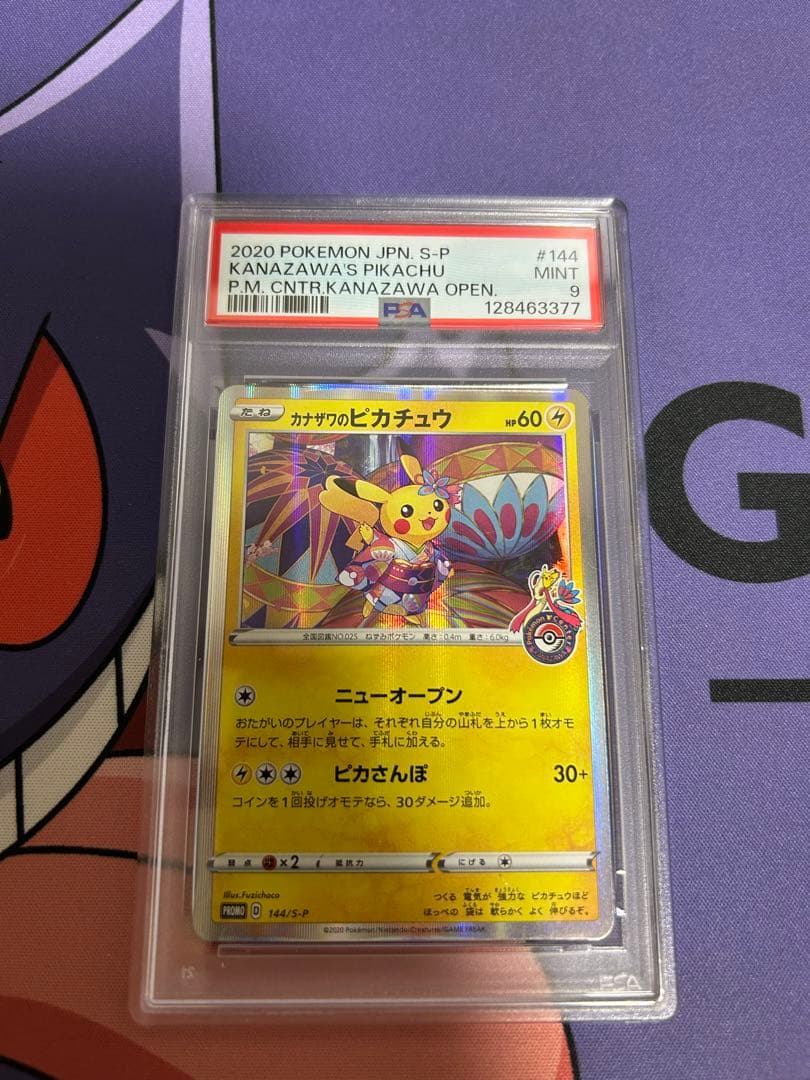 2020 POKEMON JPN. S-P #144
KANAZAWA'S PIKACHU MINT
P.M. CNTR.KANAZAWA OPEN. 9
PSA 128463377
たね カナザワのピカチュウ HP60
Pokémon Center
KANAZAWA
全国図鑑NO.025 ねずみポケモン 高さ:0.4m 重さ:6.0kg
ニューオープン
おたがいのプレイヤーは、それぞれ自分の山札を上から1枚オモ
テにして、相手に見せて、手札に加える。
ピカさんぽ 30+
コインを1回投げオモテなら、30ダメージ追加。
弱点 ×2 抵抗力 にげる
Illus.Fuzichoco
PROMO D 144/S-P
つくる 電気が 強力な ピカチュウほど
ほっぺの 袋は 軟らかく よく 伸びるぞ。
©2020 Pokémon/Nintendo/Creatures/GAME FREAK
PSA
G